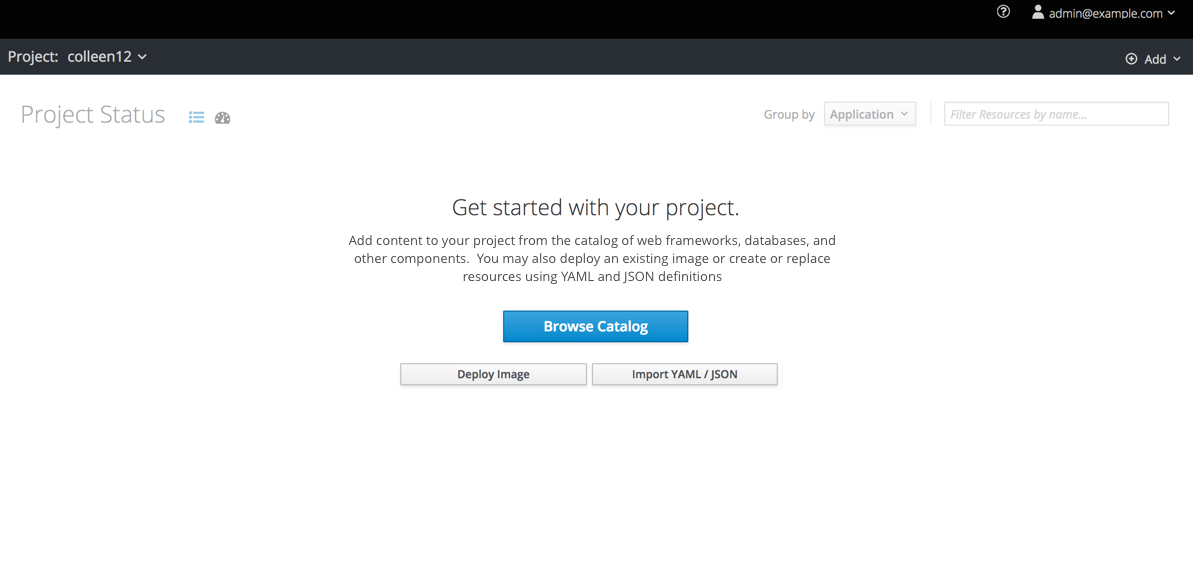 admin@example.com
Project: colleen12
Add
Project Status
Group by Application
Filter Resources by name...
Get started with your project.
Add content to your project from the catalog of web frameworks, databases, and
other components. You may also deploy an existing image or create or replace
resources using YAML and JSON definitions
Browse Catalog
Deploy Image
Import YAML / JSON